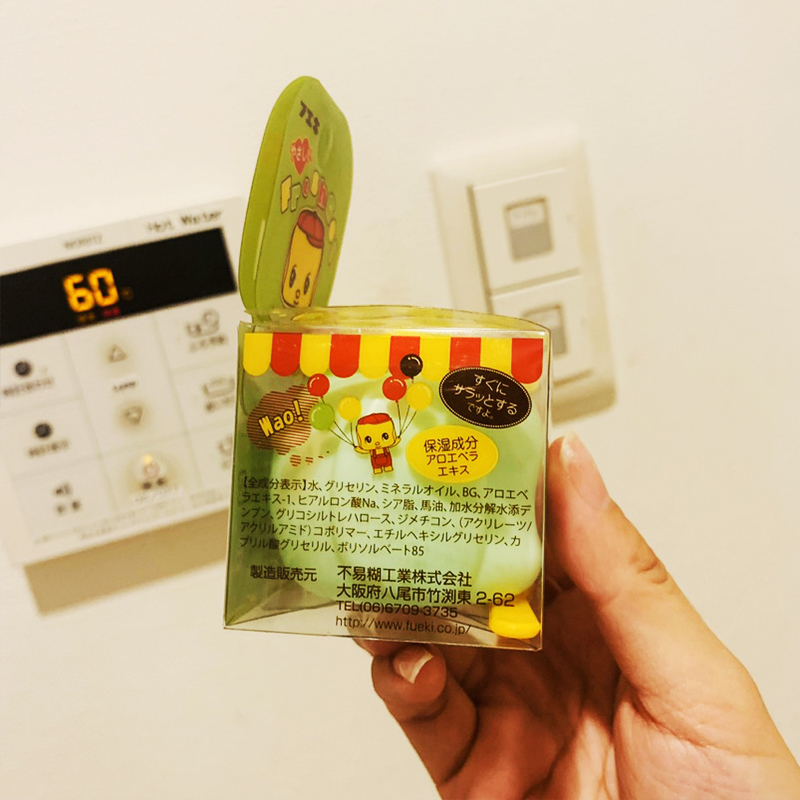 フエキ
やさしい
Hot Water
60
Wao!
すぐに
サラッとする
ですよ。
保湿成分
アロエベラ
エキス
【全成分表示】水、グリセリン、ミネラルオイル、BG、アロエベ
ラエキス-1、ヒアルロン酸Na、シア脂、馬油、加水分解水添デ
ンプン、グリコシルトレハロース、ジメチコン、(アクリレーツ/
アクリルアミド)コポリマー、エチルヘキシルグリセリン、カ
プリル酸グリセリル、ポリソルベート85
製造販売元 不易糊工業株式会社
大阪府八尾市竹渕東 2-62
TEL(06)6709-3735
http://www.fueki.co.jp/